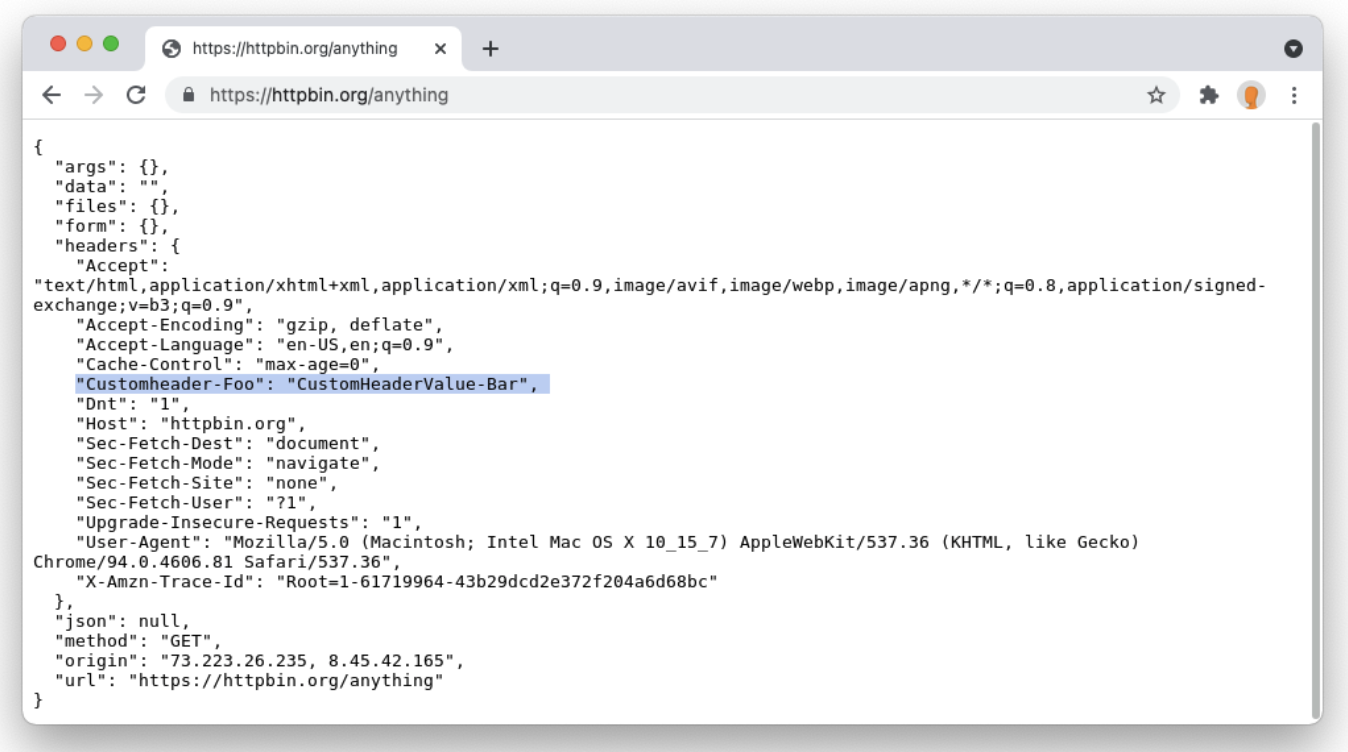 https://httpbin.org/anything
https://httpbin.org/anything
{
  "args": {},
  "data": "",
  "files": {},
  "form": {},
  "headers": {
    "Accept":
"text/html,application/xhtml+xml,application/xml;q=0.9,image/avif,image/webp,image/apng,*/*;q=0.8,application/signed-
exchange;v=b3;q=0.9",
    "Accept-Encoding": "gzip, deflate",
    "Accept-Language": "en-US,en;q=0.9",
    "Cache-Control": "max-age=0",
    "Customheader-Foo": "CustomHeaderValue-Bar",
    "Dnt": "1",
    "Host": "httpbin.org",
    "Sec-Fetch-Dest": "document",
    "Sec-Fetch-Mode": "navigate",
    "Sec-Fetch-Site": "none",
    "Sec-Fetch-User": "?1",
    "Upgrade-Insecure-Requests": "1",
    "User-Agent": "Mozilla/5.0 (Macintosh; Intel Mac OS X 10_15_7) AppleWebKit/537.36 (KHTML, like Gecko)
Chrome/94.0.4606.81 Safari/537.36",
    "X-Amzn-Trace-Id": "Root=1-61719964-43b29dcd2e372f204a6d68bc"
  },
  "json": null,
  "method": "GET",
  "origin": "73.223.26.235, 8.45.42.165",
  "url": "https://httpbin.org/anything"
}